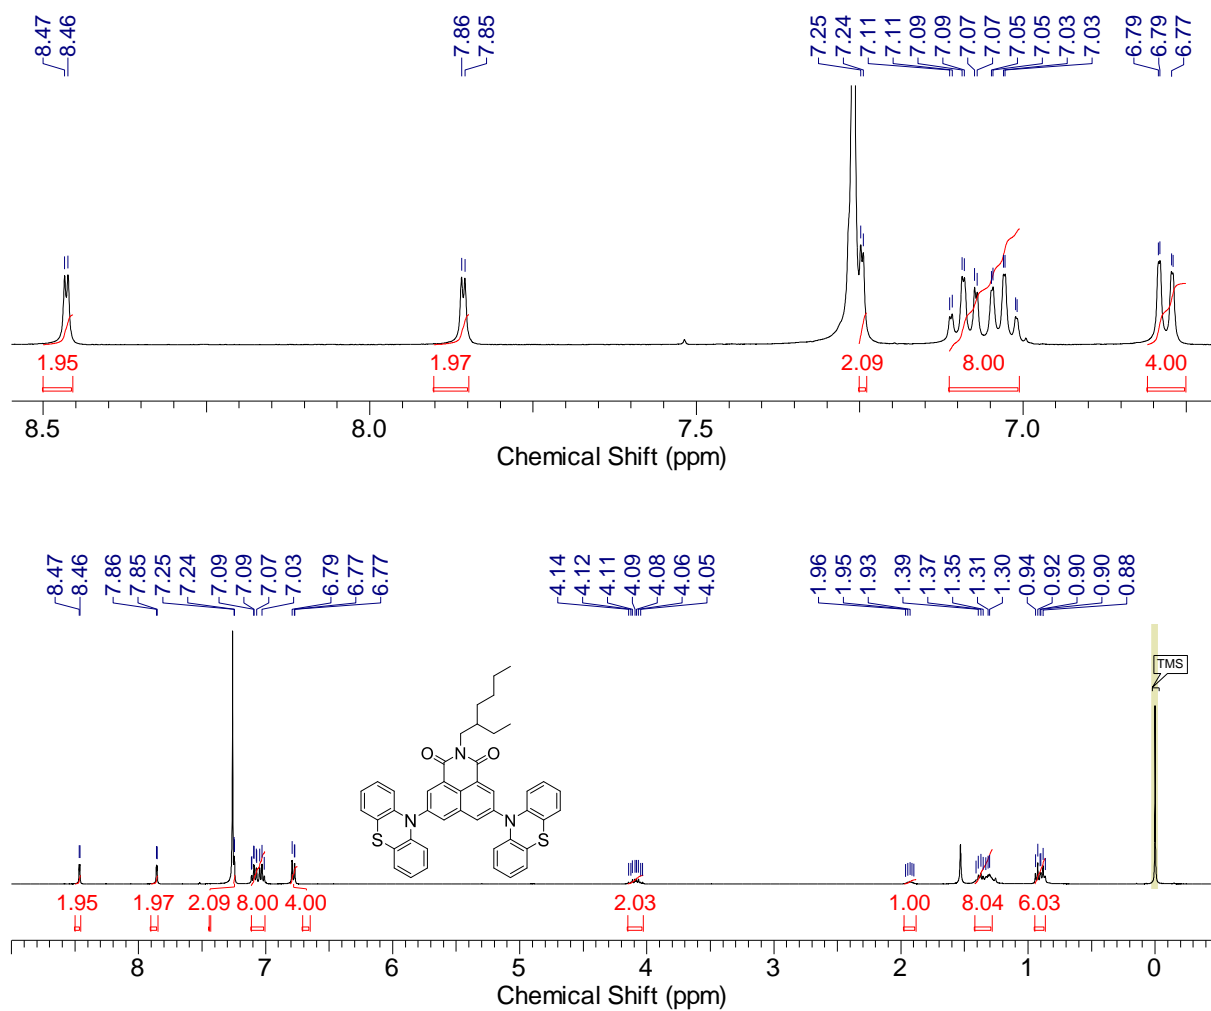 8.47 8.46 7.86 7.85 7.25 7.24 7.11 7.11 7.09 7.09 7.07 7.07 7.05 7.05 7.03 7.03 6.79 6.79 6.77
1.95 1.97 2.09 8.00 4.00
8.5 8.0 7.5 7.0
Chemical Shift (ppm)
8.47 8.46 7.86 7.85 7.25 7.24 7.09 7.09 7.07 7.03 6.79 6.77 6.77 4.14 4.12 4.11 4.09 4.08 4.06 4.05 1.96 1.95 1.93 1.39 1.37 1.35 1.31 1.30 0.94 0.92 0.90 0.90 0.88
TMS
O N O
N N
S S
1.95 1.97 2.09 8.00 4.00 2.03 1.00 8.04 6.03
8 7 6 5 4 3 2 1 0
Chemical Shift (ppm)